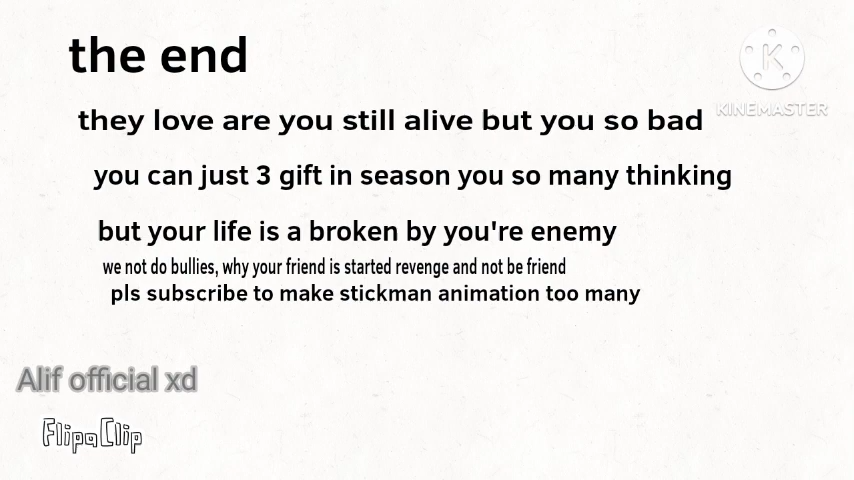 the end
KINEMASTER
they love are you still alive but you so bad
you can just 3 gift in season you so many thinking
but your life is a broken by you're enemy
we not do bullies, why your friend is started revenge and not be friend
pls subscribe to make stickman animation too many
Alif official xd
FlipaClip